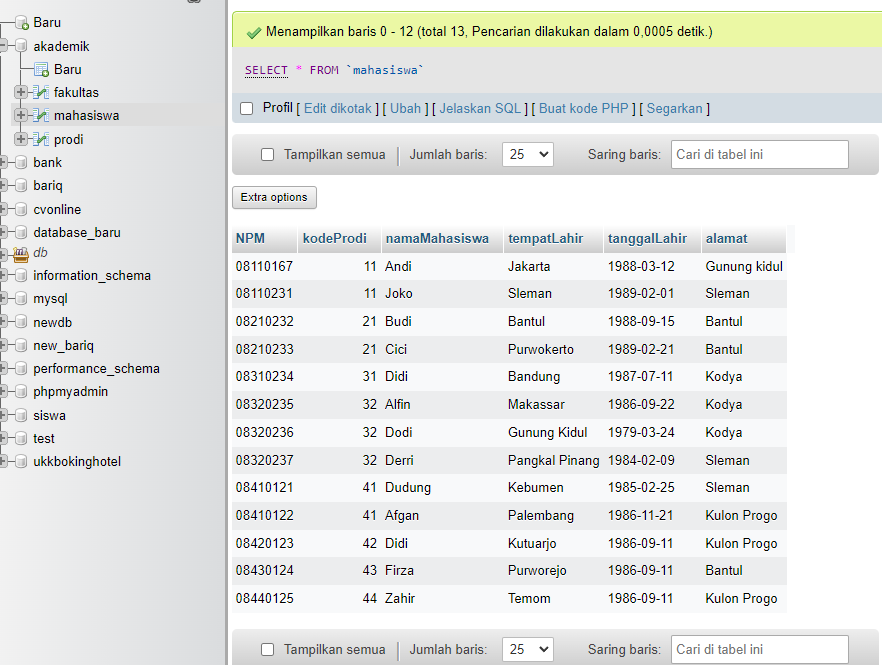 Baru
akademik
Baru
fakultas
mahasiswa
prodi
bank
bariq
cvonline
database_baru
db
information_schema
mysql
newdb
new_bariq
performance_schema
phpmyadmin
siswa
test
ukkbokinghotel
Menampilkan baris 0 - 12 (total 13, Pencarian dilakukan dalam 0,0005 detik.)
SELECT * FROM `mahasiswa`
Profil [ Edit dikotak ] [ Ubah ] [ Jelaskan SQL ] [ Buat kode PHP ] [ Segarkan ]
Tampilkan semua Jumlah baris: 25 Saring baris: Cari di tabel ini
Extra options
NPM kodeProdi namaMahasiswa tempatLahir tanggalLahir alamat
08110167 11 Andi Jakarta 1988-03-12 Gunung kidul
08110231 11 Joko Sleman 1989-02-01 Sleman
08210232 21 Budi Bantul 1988-09-15 Bantul
08210233 21 Cici Purwokerto 1989-02-21 Bantul
08310234 31 Didi Bandung 1987-07-11 Kodya
08320235 32 Alfin Makassar 1986-09-22 Kodya
08320236 32 Dodi Gunung Kidul 1979-03-24 Kodya
08320237 32 Derri Pangkal Pinang 1984-02-09 Sleman
08410121 41 Dudung Kebumen 1985-02-25 Sleman
08410122 41 Afgan Palembang 1986-11-21 Kulon Progo
08420123 42 Didi Kutuarjo 1986-09-11 Kulon Progo
08430124 43 Firza Purworejo 1986-09-11 Bantul
08440125 44 Zahir Temom 1986-09-11 Kulon Progo
Tampilkan semua Jumlah baris: 25 Saring baris: Cari di tabel ini